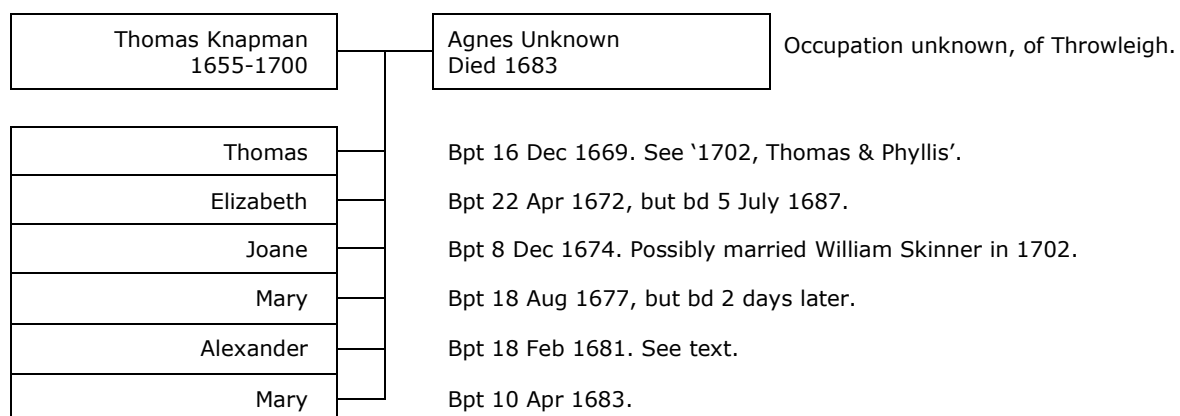 Thomas Knapman
1655-1700
Agnes Unknown
Died 1683
Occupation unknown, of Throwleigh.
Thomas
Bpt 16 Dec 1669. See ‘1702, Thomas & Phyllis’.
Elizabeth
Bpt 22 Apr 1672, but bd 5 July 1687.
Joane
Bpt 8 Dec 1674. Possibly married William Skinner in 1702.
Mary
Bpt 18 Aug 1677, but bd 2 days later.
Alexander
Bpt 18 Feb 1681. See text.
Mary
Bpt 10 Apr 1683.